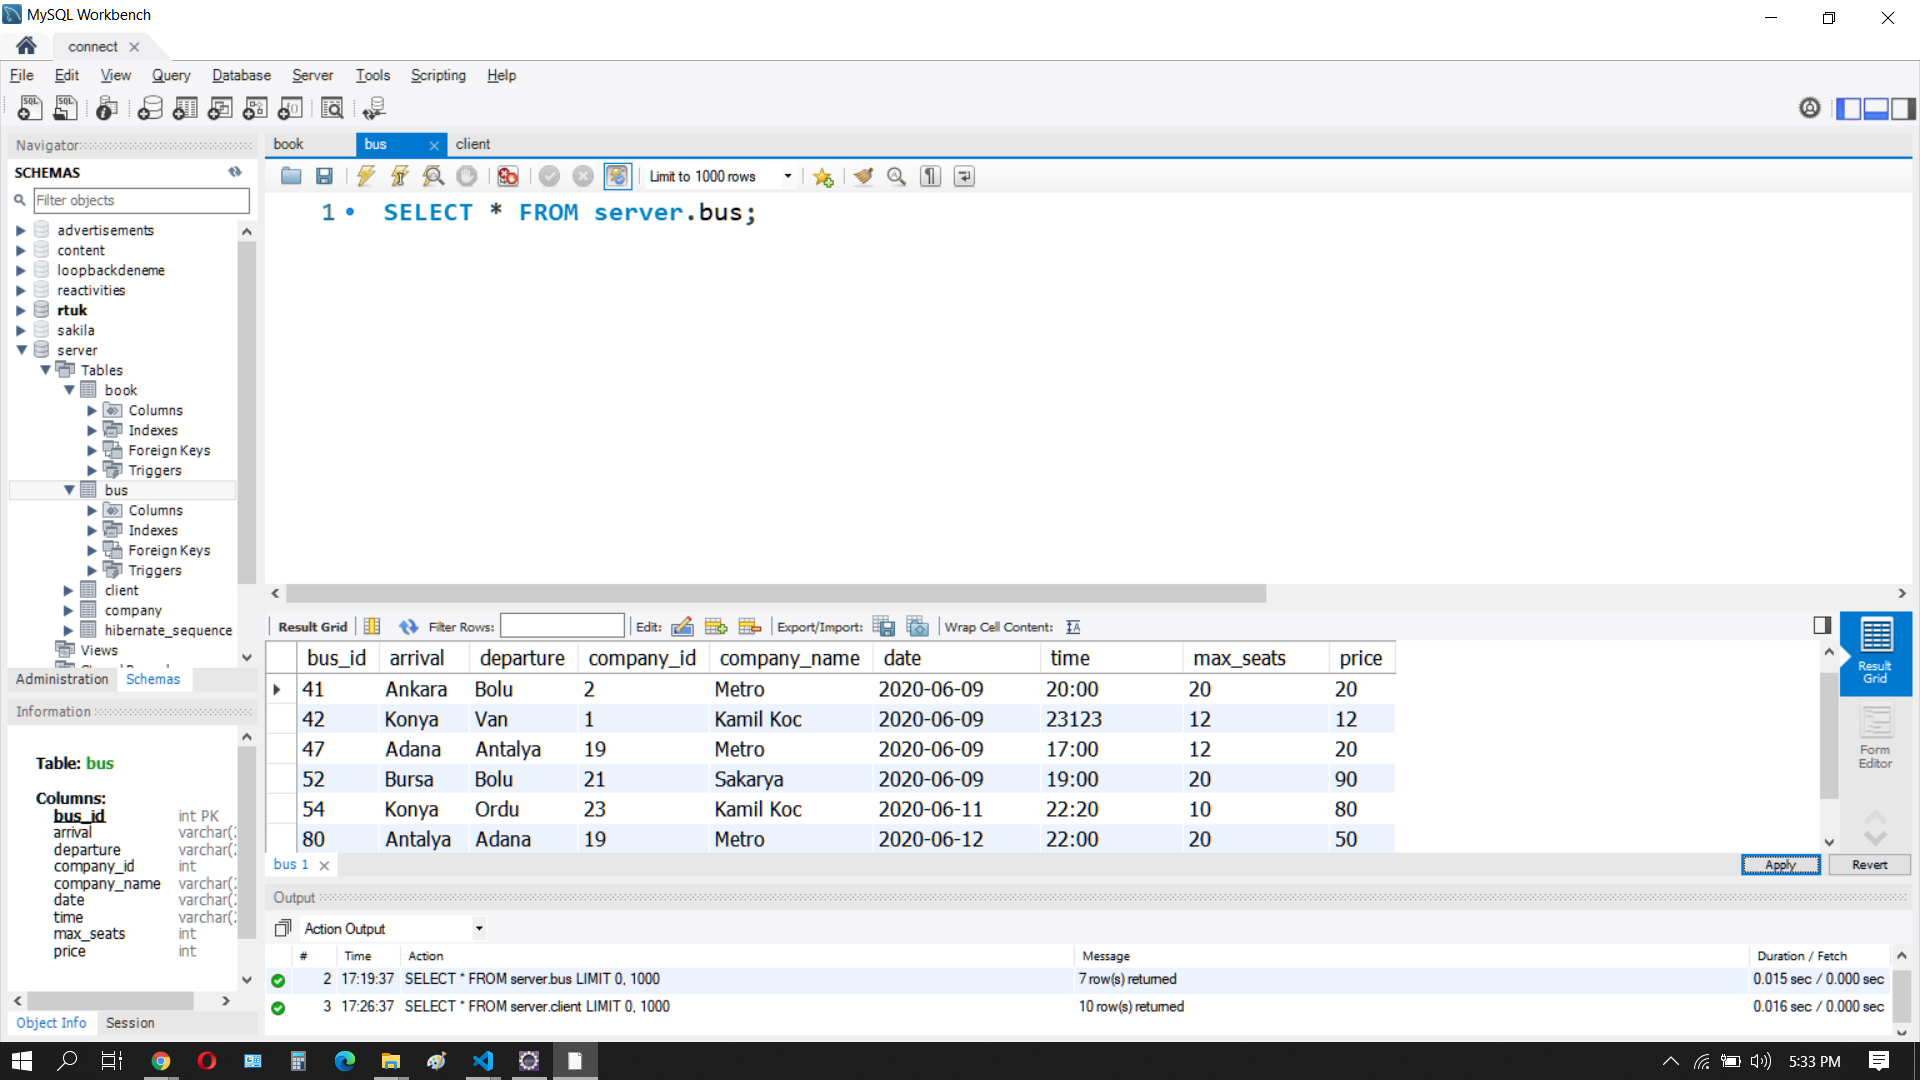 MySQL Workbench
connect
File Edit View Query Database Server Tools Scripting Help
Navigator
SCHEMAS
Filter objects
advertisements
content
loopbackdeneme
reactivities
rtuk
sakila
server
Tables
book
Columns
Indexes
Foreign Keys
Triggers
bus
Columns
Indexes
Foreign Keys
Triggers
client
company
hibernate_sequence
Views
Administration Schemas
Information
Table: bus
Columns:
bus_id int PK
arrival varchar(
departure varchar(
company_id int
company_name varchar(
date varchar(
time varchar(
max_seats int
price int
Object Info Session
book bus client
Limit to 1000 rows
1 SELECT * FROM server.bus;
Result Grid Filter Rows: Edit: Export/Import: Wrap Cell Content:
bus_id arrival departure company_id company_name date time max_seats price
41 Ankara Bolu 2 Metro 2020-06-09 20:00 20 20
42 Konya Van 1 Kamil Koc 2020-06-09 23123 12 12
47 Adana Antalya 19 Metro 2020-06-09 17:00 12 20
52 Bursa Bolu 21 Sakarya 2020-06-09 19:00 20 90
54 Konya Ordu 23 Kamil Koc 2020-06-11 22:20 10 80
80 Antalya Adana 19 Metro 2020-06-12 22:00 20 50
Result
Grid
Form
Editor
bus 1
Apply Revert
Output
Action Output
# Time Action Message Duration / Fetch
2 17:19:37 SELECT * FROM server.bus LIMIT 0, 1000 7 row(s) returned 0.015 sec / 0.000 sec
3 17:26:37 SELECT * FROM server.client LIMIT 0, 1000 10 row(s) returned 0.016 sec / 0.000 sec
5:33 PM